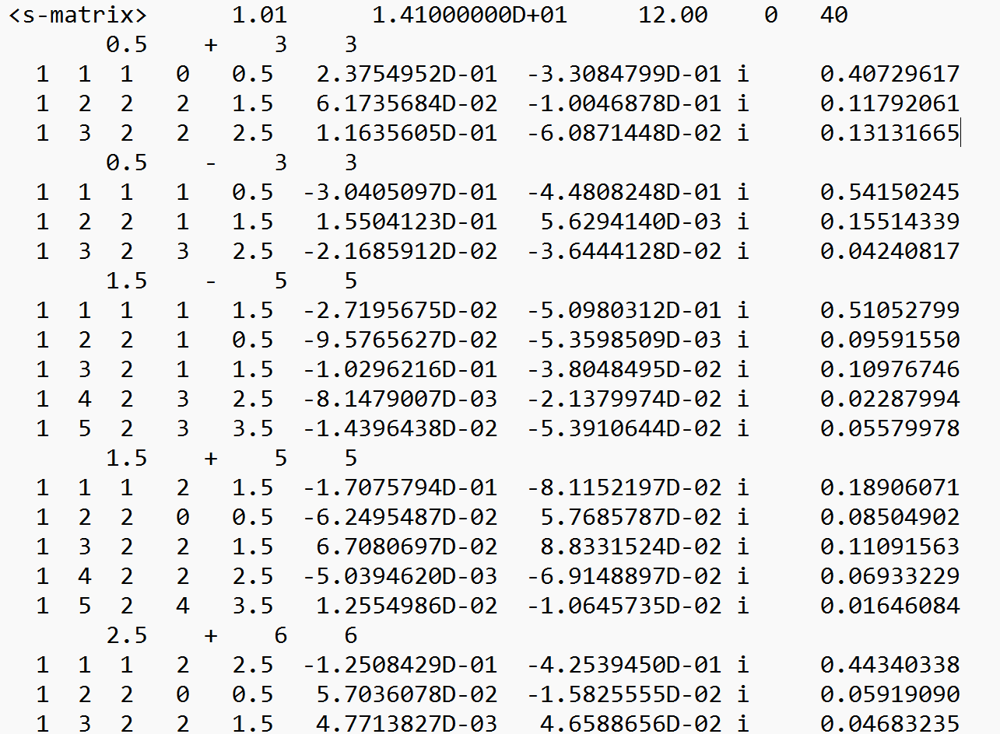 <s-matrix> 1.01 1.41000000D+01 12.00 0 40
0.5 + 3 3
1 1 1 0 0.5 2.3754952D-01 -3.3084799D-01 i 0.40729617
1 2 2 2 1.5 6.1735684D-02 -1.0046878D-01 i 0.11792061
1 3 2 2 2.5 1.1635605D-01 -6.0871448D-02 i 0.13131665
0.5 - 3 3
1 1 1 1 0.5 -3.0405097D-01 -4.4808248D-01 i 0.54150245
1 2 2 1 1.5 1.5504123D-01 5.6294140D-03 i 0.15514339
1 3 2 3 2.5 -2.1685912D-02 -3.6444128D-02 i 0.04240817
1.5 - 5 5
1 1 1 1 1.5 -2.7195675D-02 -5.0980312D-01 i 0.51052799
1 2 2 1 0.5 -9.5765627D-02 -5.3598509D-03 i 0.09591550
1 3 2 1 1.5 -1.0296216D-01 -3.8048495D-02 i 0.10976746
1 4 2 3 2.5 -8.1479007D-03 -2.1379974D-02 i 0.02287994
1 5 2 3 3.5 -1.4396438D-02 -5.3910644D-02 i 0.05579978
1.5 + 5 5
1 1 1 2 1.5 -1.7075794D-01 -8.1152197D-02 i 0.18906071
1 2 2 0 0.5 -6.2495487D-02 5.7685787D-02 i 0.08504902
1 3 2 2 1.5 6.7080697D-02 8.8331524D-02 i 0.11091563
1 4 2 2 2.5 -5.0394620D-03 -6.9148897D-02 i 0.06933229
1 5 2 4 3.5 1.2554986D-02 -1.0645735D-02 i 0.01646084
2.5 + 6 6
1 1 1 2 2.5 -1.2508429D-01 -4.2539450D-01 i 0.44340338
1 2 2 0 0.5 5.7036078D-02 -1.5825555D-02 i 0.05919090
1 3 2 2 1.5 4.7713827D-03 4.6588656D-02 i 0.04683235